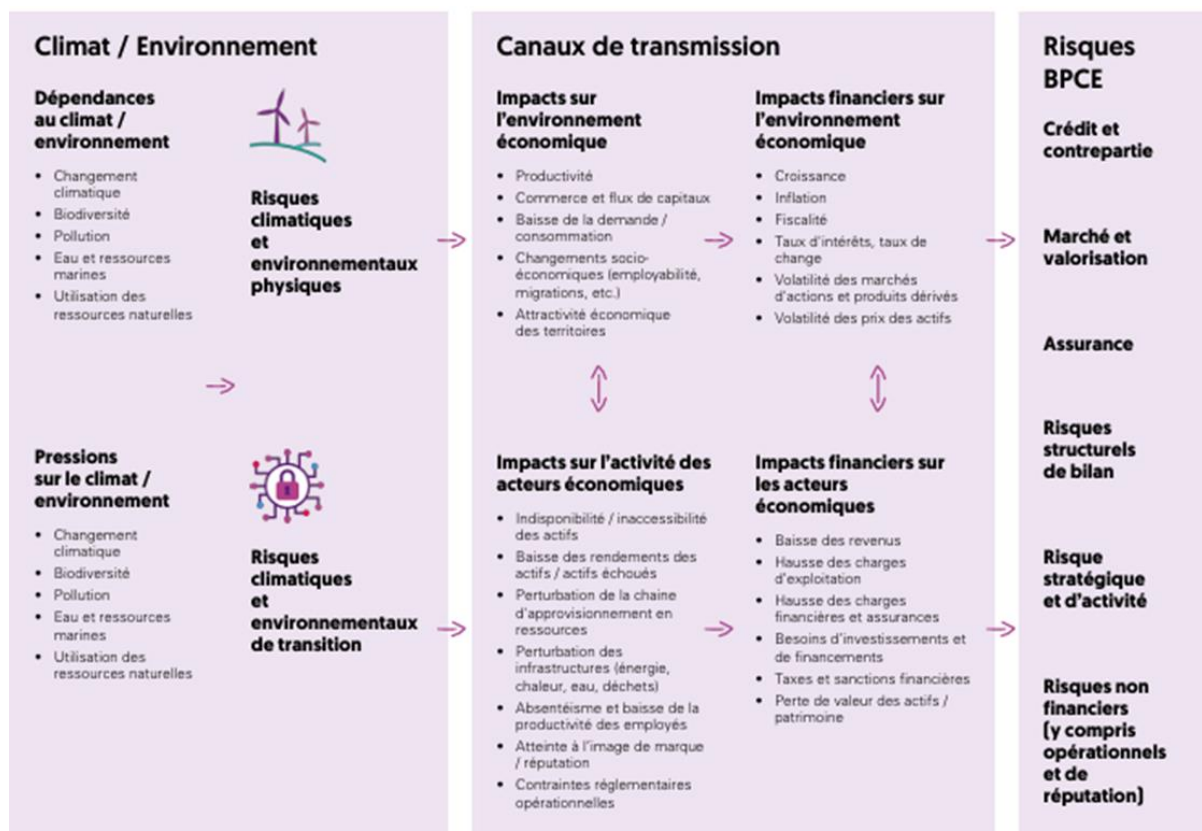 Climat / Environnement
Dépendances
au climat /
environnement
• Changement
climatique
• Biodiversité
• Pollution
• Eau et ressources
marines
• Utilisation des
ressources naturelles
Risques
climatiques
et
environnementaux
physiques
Pressions
sur le climat /
environnement
• Changement
climatique
• Biodiversité
• Pollution
• Eau et ressources
marines
• Utilisation des
ressources naturelles
Risques
climatiques
et
environnementaux
de transition
Canaux de transmission
Impacts sur
l'environnement
économique
• Productivité
• Commerce et flux de capitaux
• Baisse de la demande /
consommation
• Changements socio-
économiques (employabilité,
migrations, etc.)
• Attractivité économique
des territoires
Impacts financiers sur
l'environnement
économique
• Croissance
• Inflation
• Fiscalité
• Taux d'intérêts, taux de
change
• Volatilité des marchés
d'actions et produits dérivés
• Volatilité des prix des actifs
Impacts sur l'activité des
acteurs économiques
• Indisponibilité / inaccessibilité
des actifs
• Baisse des rendements des
actifs / actifs échoués
• Perturbation de la chaine
d'approvisionnement en
ressources
• Perturbation des
infrastructures (énergie,
chaleur, eau, déchets)
• Absentéisme et baisse de la
productivité des employés
• Atteinte à l'image de marque
/ réputation
• Contraintes réglementaires
opérationnelles
Impacts financiers sur
les acteurs
économiques
• Baisse des revenus
• Hausse des charges
d'exploitation
• Hausse des charges
financières et assurances
• Besoins d'investissements et
de financements
• Taxes et sanctions financières
• Perte de valeur des actifs /
patrimoine
Risques
BPCE
Crédit et
contrepartie
Marché et
valorisation
Assurance
Risques
structurels
de bilan
Risque
stratégique
et d'activité
Risques non
financiers
(y compris
opérationnels
et de
réputation)